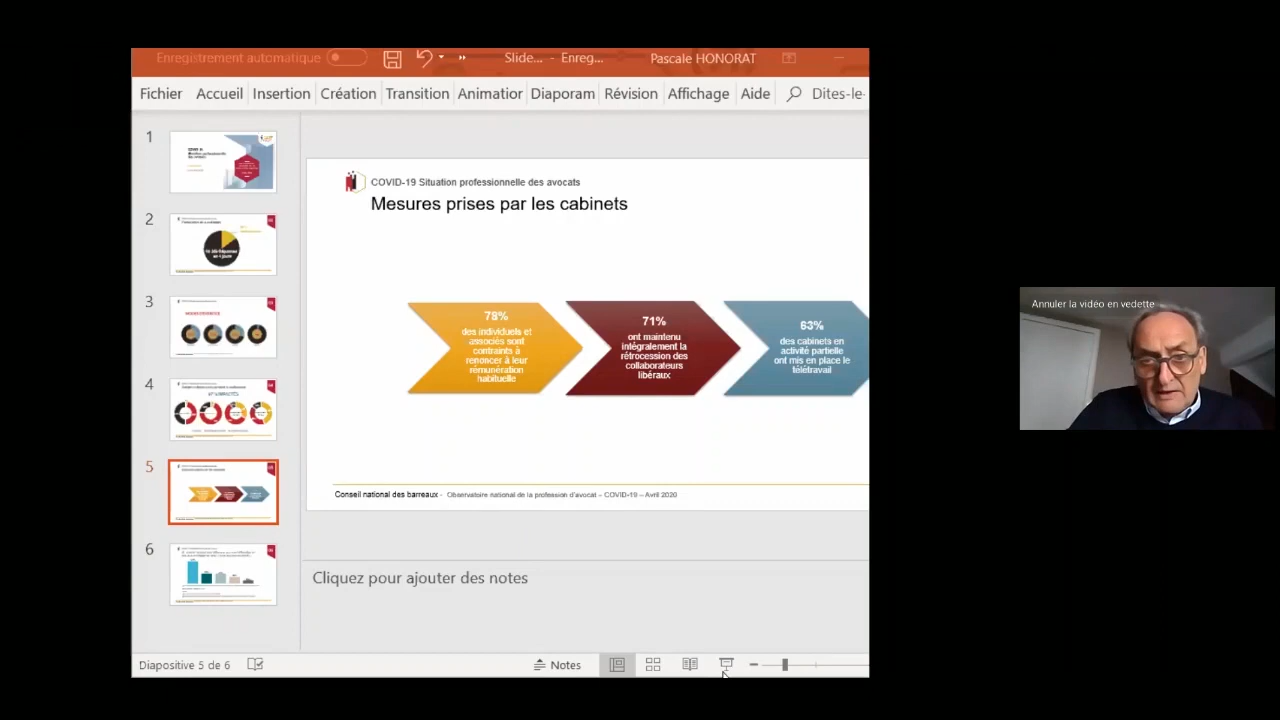 Enregistrement automatique
Slide... - Enreg...
Pascale HONORAT
Fichier Accueil Insertion Création Transition Animatior Diaporam Révision Affichage Aide Dites-le-
1
2
3
4
5
6
COVID-19 Situation professionnelle des avocats
Mesures prises par les cabinets
78%
des individuels et
associés sont
contraints à
renoncer à leur
rémunération
habituelle
71%
ont maintenu
intégralement la
rétrocession des
collaborateurs
libéraux
63%
des cabinets en
activité partielle
ont mis en place le
télétravail
Conseil national des barreaux - Observatoire national de la profession d'avocat – COVID-19 – Avril 2020
Cliquez pour ajouter des notes
Diapositive 5 de 6
Notes
Annuler la vidéo en vedette